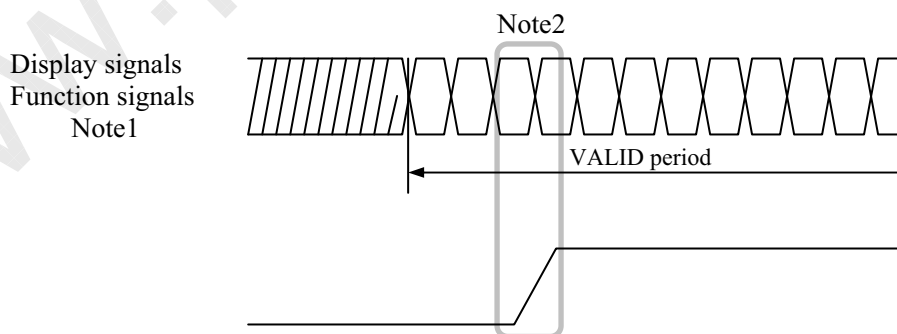 Note2
Display signals
Function signals
Note1
VALID period